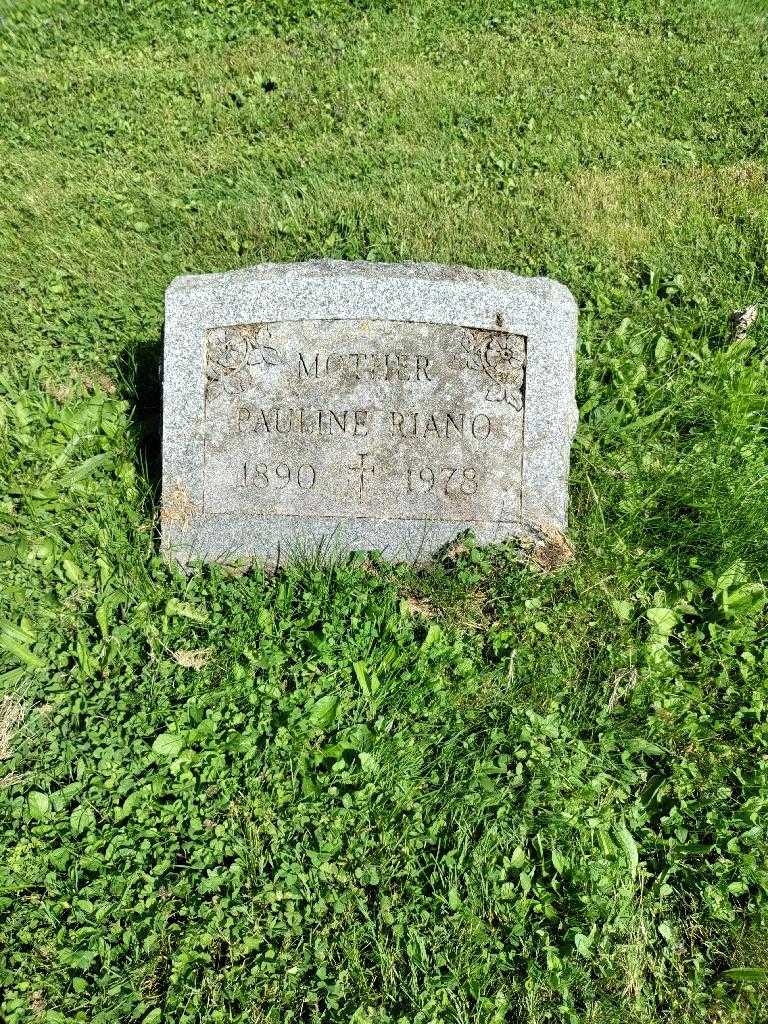 MOTHER
PAULINE RIANO
1890 1978